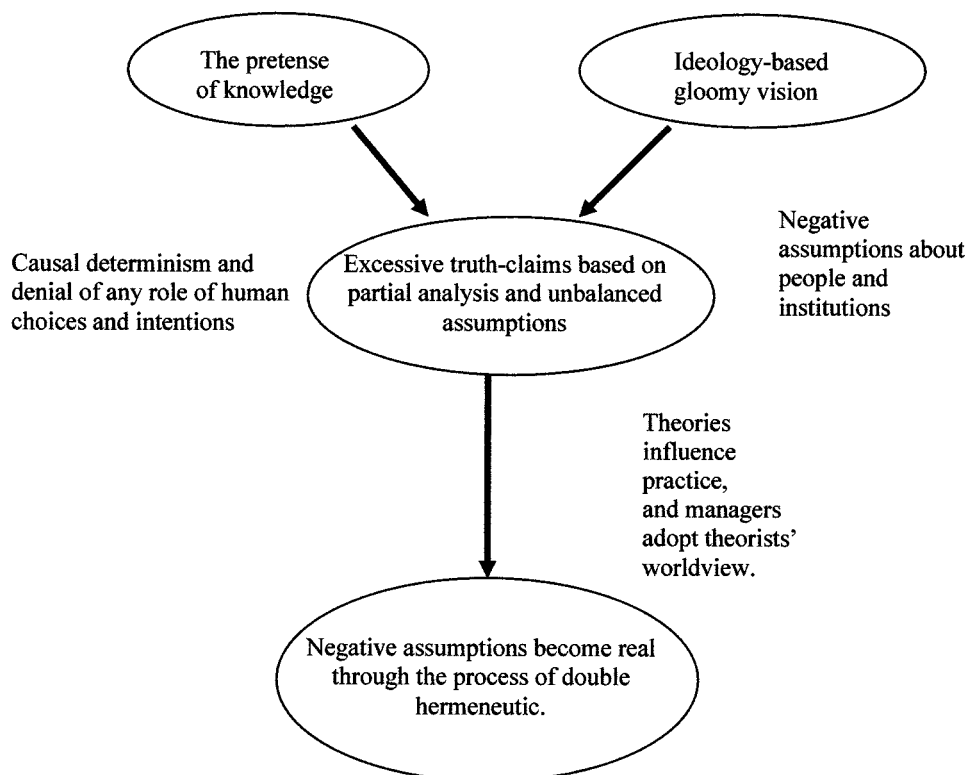 The pretense
of knowledge
Ideology-based
gloomy vision
Causal determinism and
denial of any role of human
choices and intentions
Excessive truth-claims based on
partial analysis and unbalanced
assumptions
Negative
assumptions about
people and
institutions
Theories
influence
practice,
and managers
adopt theorists’
worldview.
Negative assumptions become real
through the process of double
hermeneutic.